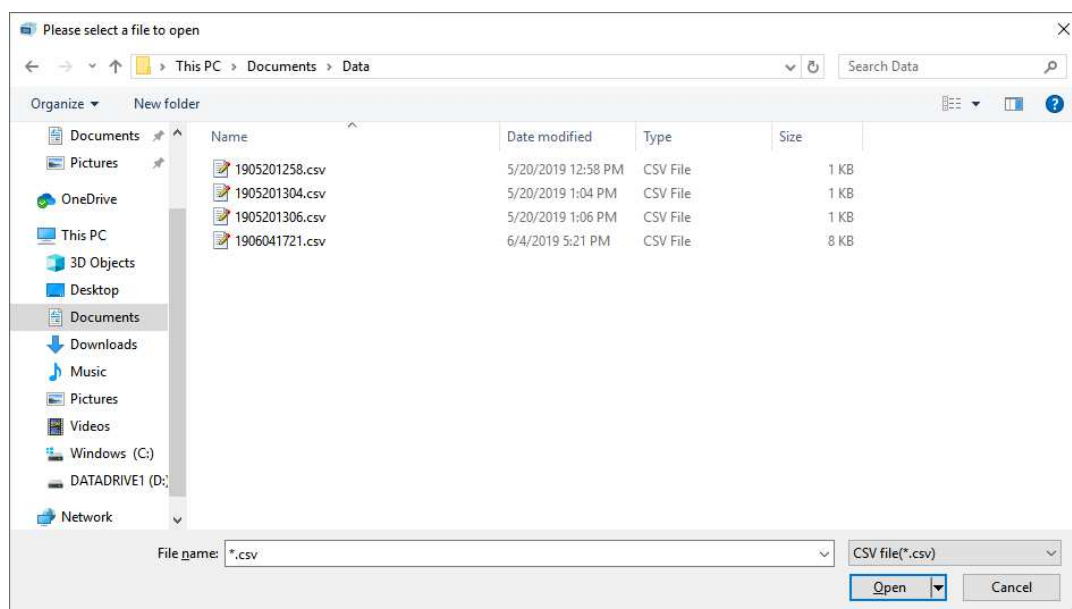 Please select a file to open
This PC > Documents > Data
Search Data
Organize
New folder
Name
Date modified
Type
Size
Documents
Pictures
OneDrive
This PC
3D Objects
Desktop
Documents
Downloads
Music
Pictures
Videos
Windows (C:)
DATADRIVE1 (D:)
Network
1905201258.csv 5/20/2019 12:58 PM CSV File 1 KB
1905201304.csv 5/20/2019 1:04 PM CSV File 1 KB
1905201306.csv 5/20/2019 1:06 PM CSV File 1 KB
1906041721.csv 6/4/2019 5:21 PM CSV File 8 KB
File name: *.csv
CSV file(*.csv)
Open
Cancel